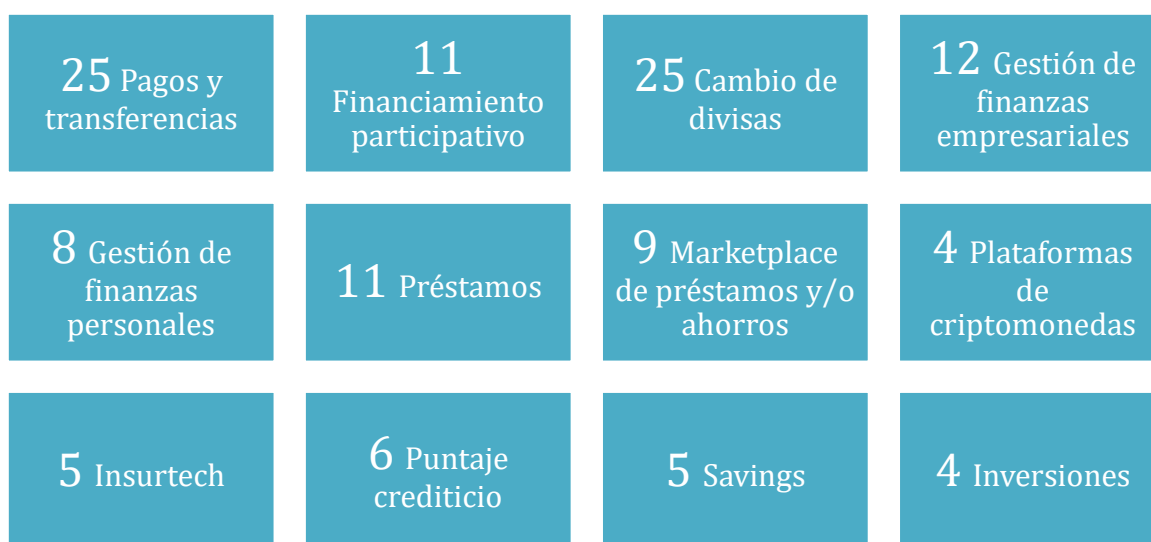 25 Pagos y
transferencias
11
Financiamiento
participativo
25 Cambio de
divisas
12 Gestión de
finanzas
empresariales
8 Gestión de
finanzas
personales
11 Préstamos
9 Marketplace
de préstamos y/o
ahorros
4 Plataformas
de
criptomonedas
5 Insurtech
6 Puntaje
crediticio
5 Savings
4 Inversiones